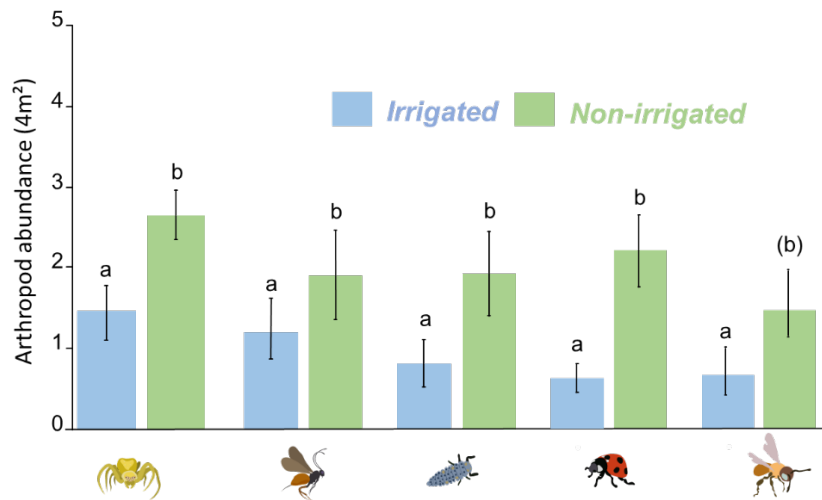 Arthropod abundance (4m²)
5
4
3
2
1
0
Irrigated
Non-irrigated
a
b
a
b
a
b
a
b
a
(b)